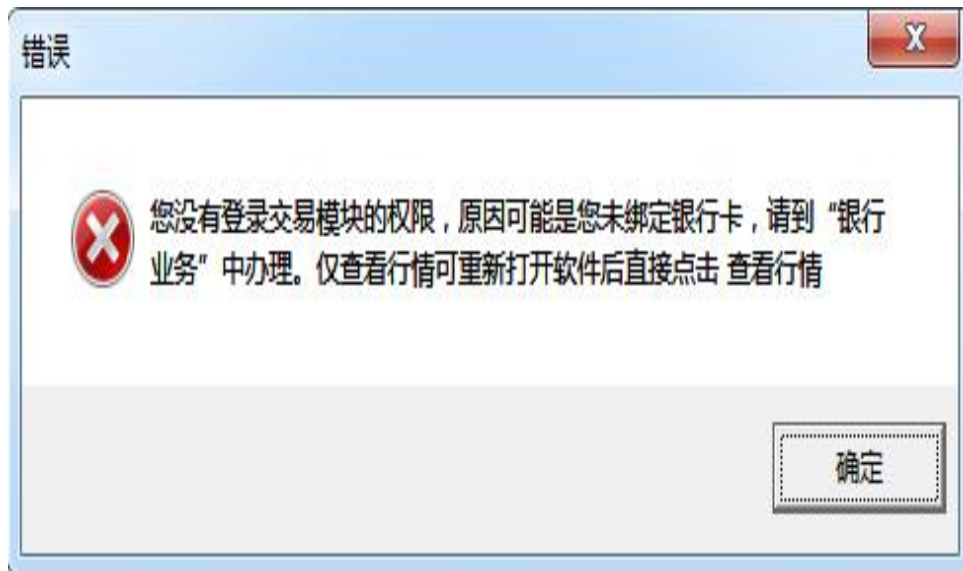 错误
您没有登录交易模块的权限，原因可能是您未绑定银行卡，请到“银行
业务”中办理。仅查看行情可重新打开软件后直接点击 查看行情
确定